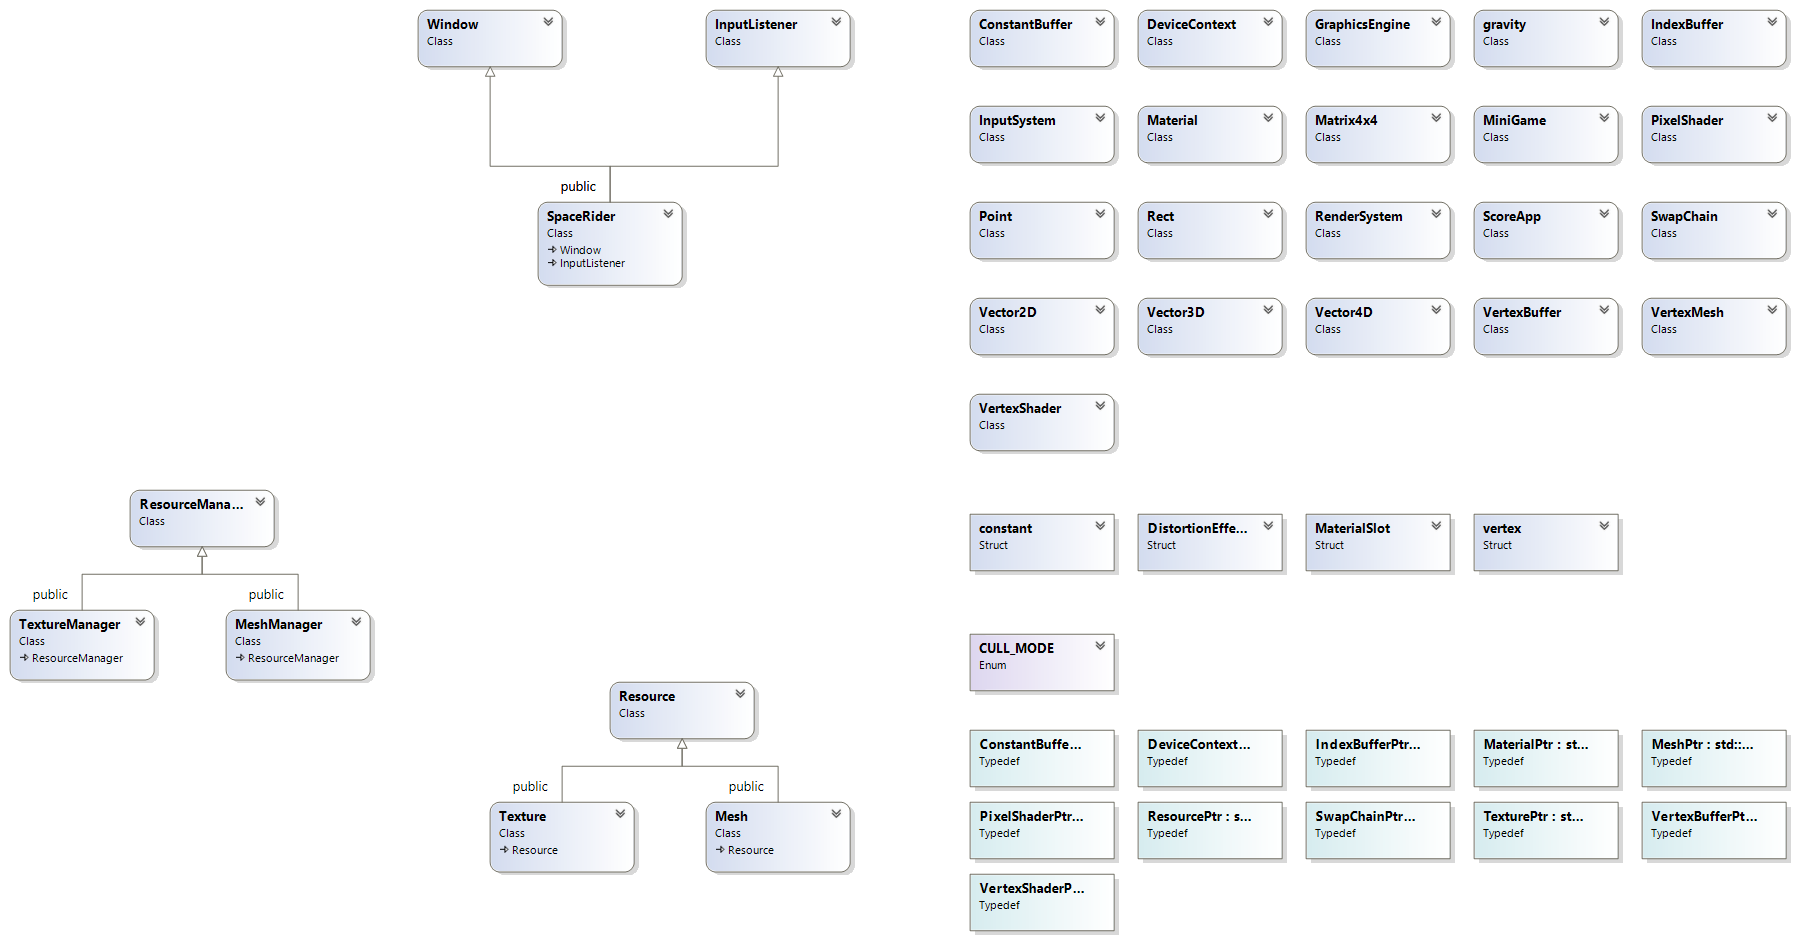 Window
Class
InputListener
Class
public
SpaceRider
Class
Window
InputListener
ResourceMana...
Class
public
public
TextureManager
Class
ResourceManager
MeshManager
Class
ResourceManager
Resource
Class
public
public
Texture
Class
Resource
Mesh
Class
Resource
ConstantBuffer
Class
DeviceContext
Class
GraphicsEngine
Class
gravity
Class
IndexBuffer
Class
InputSystem
Class
Material
Class
Matrix4x4
Class
MiniGame
Class
PixelShader
Class
Point
Class
Rect
Class
RenderSystem
Class
ScoreApp
Class
SwapChain
Class
Vector2D
Class
Vector3D
Class
Vector4D
Class
VertexBuffer
Class
VertexMesh
Class
VertexShader
Class
constant
Struct
DistortionEffe...
Struct
MaterialSlot
Struct
vertex
Struct
CULL_MODE
Enum
ConstantBuffe...
Typedef
DeviceContext...
Typedef
IndexBufferPtr...
Typedef
MaterialPtr : st...
Typedef
MeshPtr : std::...
Typedef
PixelShaderPtr...
Typedef
ResourcePtr : s...
Typedef
SwapChainPtr...
Typedef
TexturePtr : st...
Typedef
VertexBufferPt...
Typedef
VertexShaderP...
Typedef